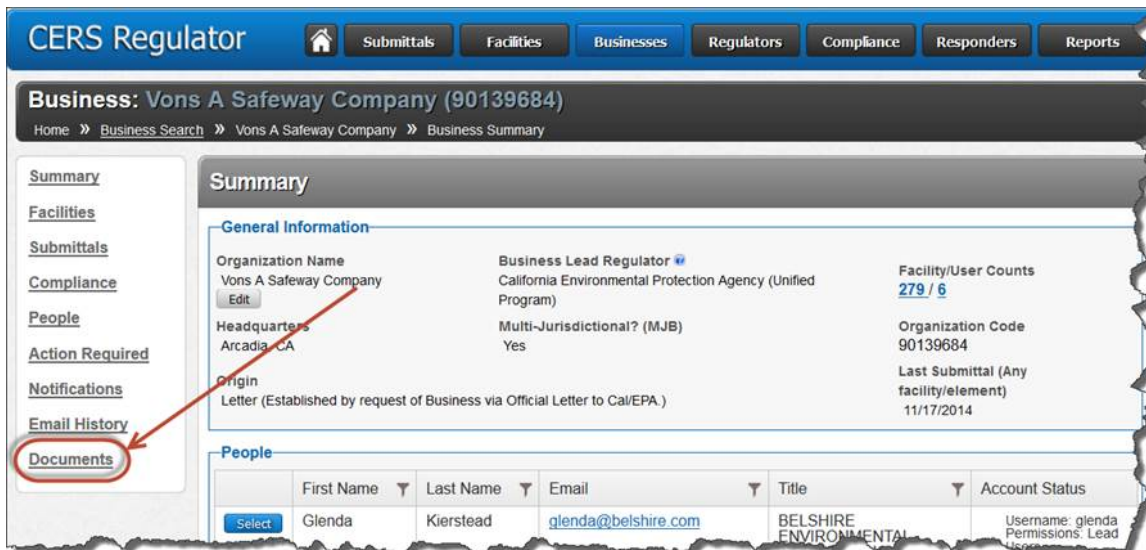 CERS Regulator
Submittals Facilities Businesses Regulators Compliance Responders Reports
Business: Vons A Safeway Company (90139684)
Home » Business Search » Vons A Safeway Company » Business Summary
Summary
Facilities
Submittals
Compliance
People
Action Required
Notifications
Email History
Documents
Summary
General Information
Organization Name
Vons A Safeway Company
Edit
Business Lead Regulator
California Environmental Protection Agency (Unified
Program)
Facility/User Counts
279 / 6
Headquarters
Arcadia, CA
Multi-Jurisdictional? (MJB)
Yes
Organization Code
90139684
Origin
Letter (Established by request of Business via Official Letter to Cal/EPA.)
Last Submittal (Any
facility/element)
11/17/2014
People
First Name Last Name Email Title Account Status
Select Glenda Kierstead glenda@belshire.com
BELSHIRE
ENVIRONMENTAL
Username: glenda
Permissions: Lead